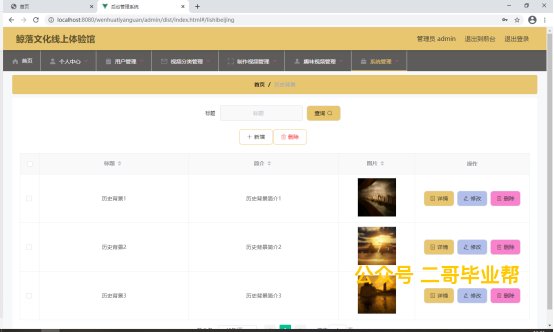 首页
后台管理系统
localhost:8080/wenhuatiyanguan/admin/dist/index.html#/lishibeijing
鲸落文化线上体验馆
管理员 admin 退出到前台 退出登录
首页 个人中心 用户管理 视频分类管理 制作视频管理 趣味视频管理 系统管理
首页 / 历史背景
标题 标题 查询
+ 新增 删除
标题 简介 图片 操作
历史背景1 历史背景简介1 详情 修改 删除
历史背景2 历史背景简介2 详情 修改 删除
公众号 二哥毕业帮
历史背景3 历史背景简介3 详情 修改 删除